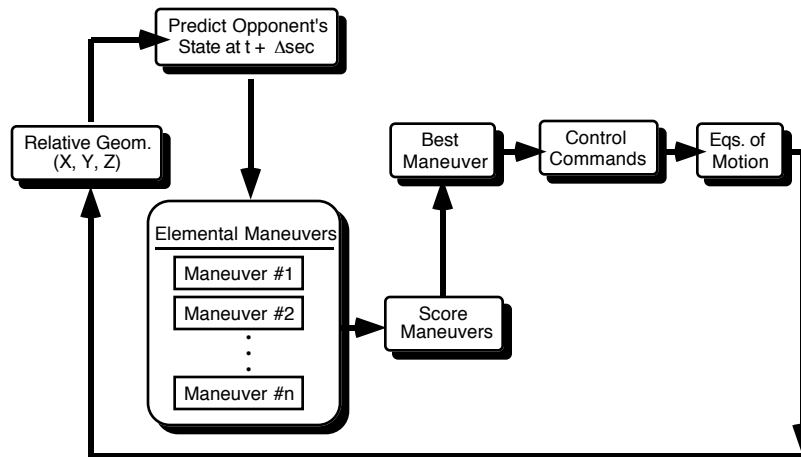 Predict Opponent's
State at t + Δsec
Relative Geom.
(X, Y, Z)
Best
Maneuver
Control
Commands
Eqs. of
Motion
Elemental Maneuvers
Maneuver #1
Maneuver #2
Maneuver #n
Score
Maneuvers